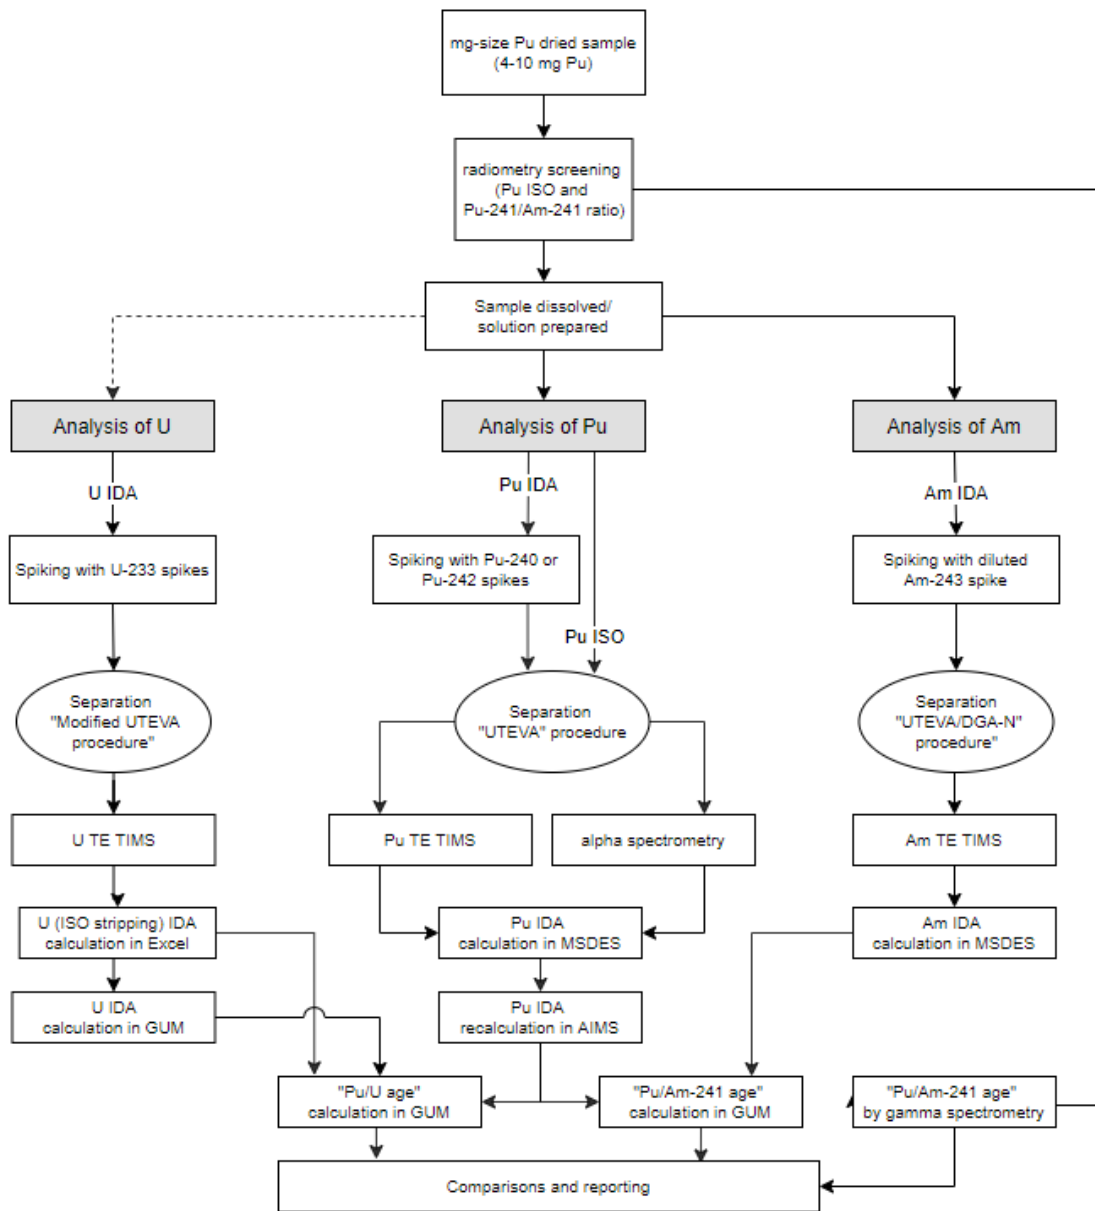 mg-size Pu dried sample
(4-10 mg Pu)
radiometry screening
(Pu ISO and
Pu-241/Am-241 ratio)
Sample dissolved/
solution prepared
Analysis of U
Analysis of Pu
Analysis of Am
U IDA
Pu IDA
Am IDA
Spiking with U-233 spikes
Spiking with Pu-240 or
Pu-242 spikes
Spiking with diluted
Am-243 spike
Pu ISO
Separation
"Modified UTEVA
procedure"
Separation
"UTEVA" procedure
Separation
"UTEVA/DGA-N"
procedure"
U TE TIMS
Pu TE TIMS
alpha spectrometry
Am TE TIMS
U (ISO stripping) IDA
calculation in Excel
Pu IDA
calculation in MSDES
Am IDA
calculation in MSDES
U IDA
calculation in GUM
Pu IDA
recalculation in AIMS
"Pu/U age"
calculation in GUM
"Pu/Am-241 age"
calculation in GUM
"Pu/Am-241 age"
by gamma spectrometry
Comparisons and reporting